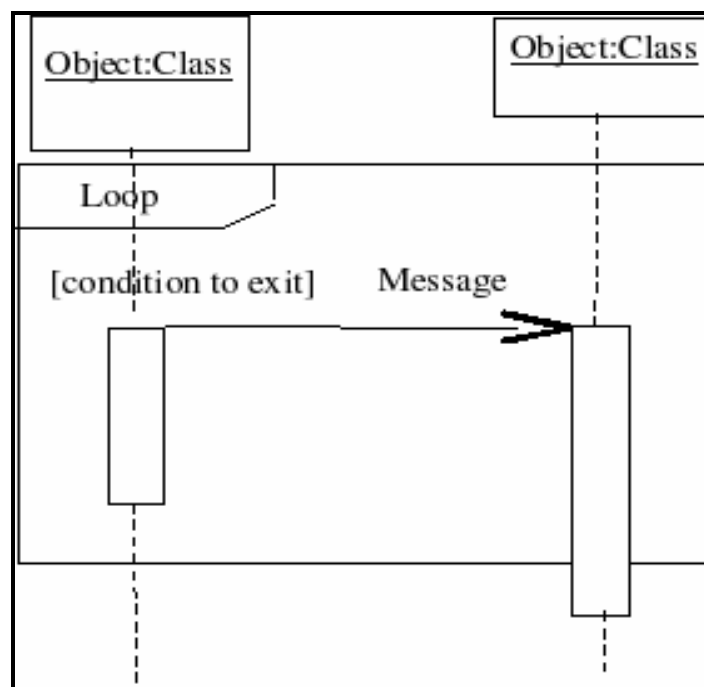 Object:Class
Object:Class
Loop
[condition to exit]
Message